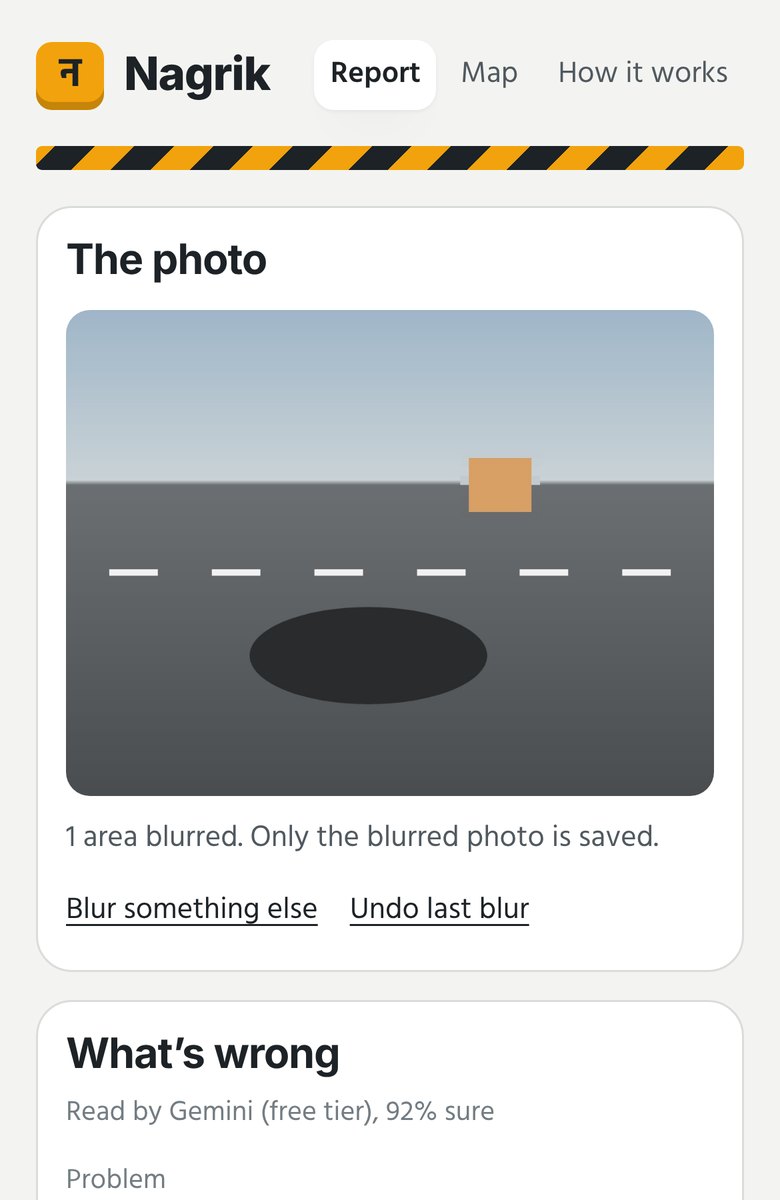 न
Nagrik
Report
Map
How it works
The photo
1 area blurred. Only the blurred photo is saved.
Blur something else
Undo last blur
What’s wrong
Read by Gemini (free tier), 92% sure
Problem